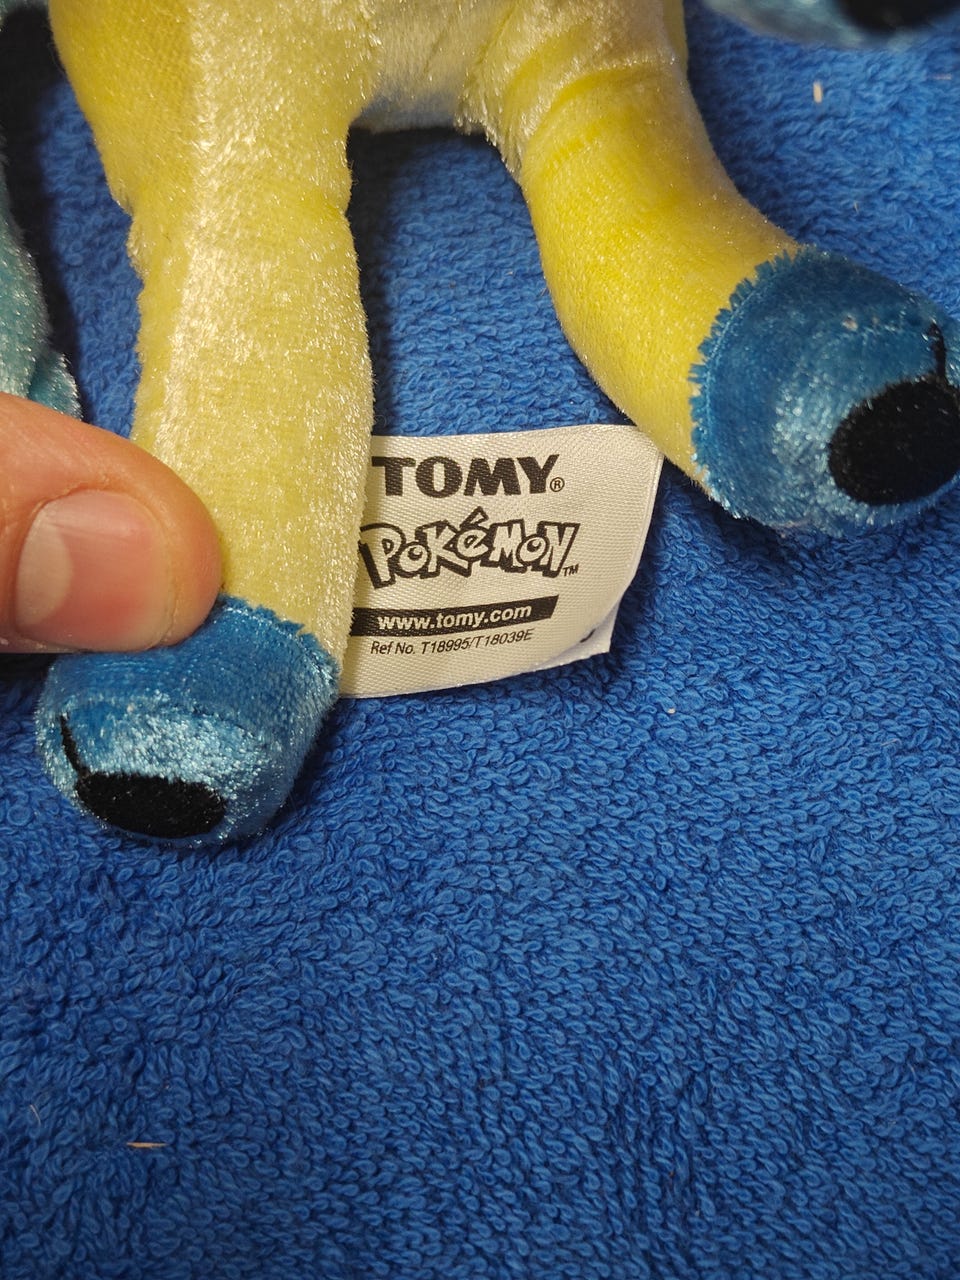 TOMY®
POKéMON™
www.tomy.com
Ref No. T18995/T18039E